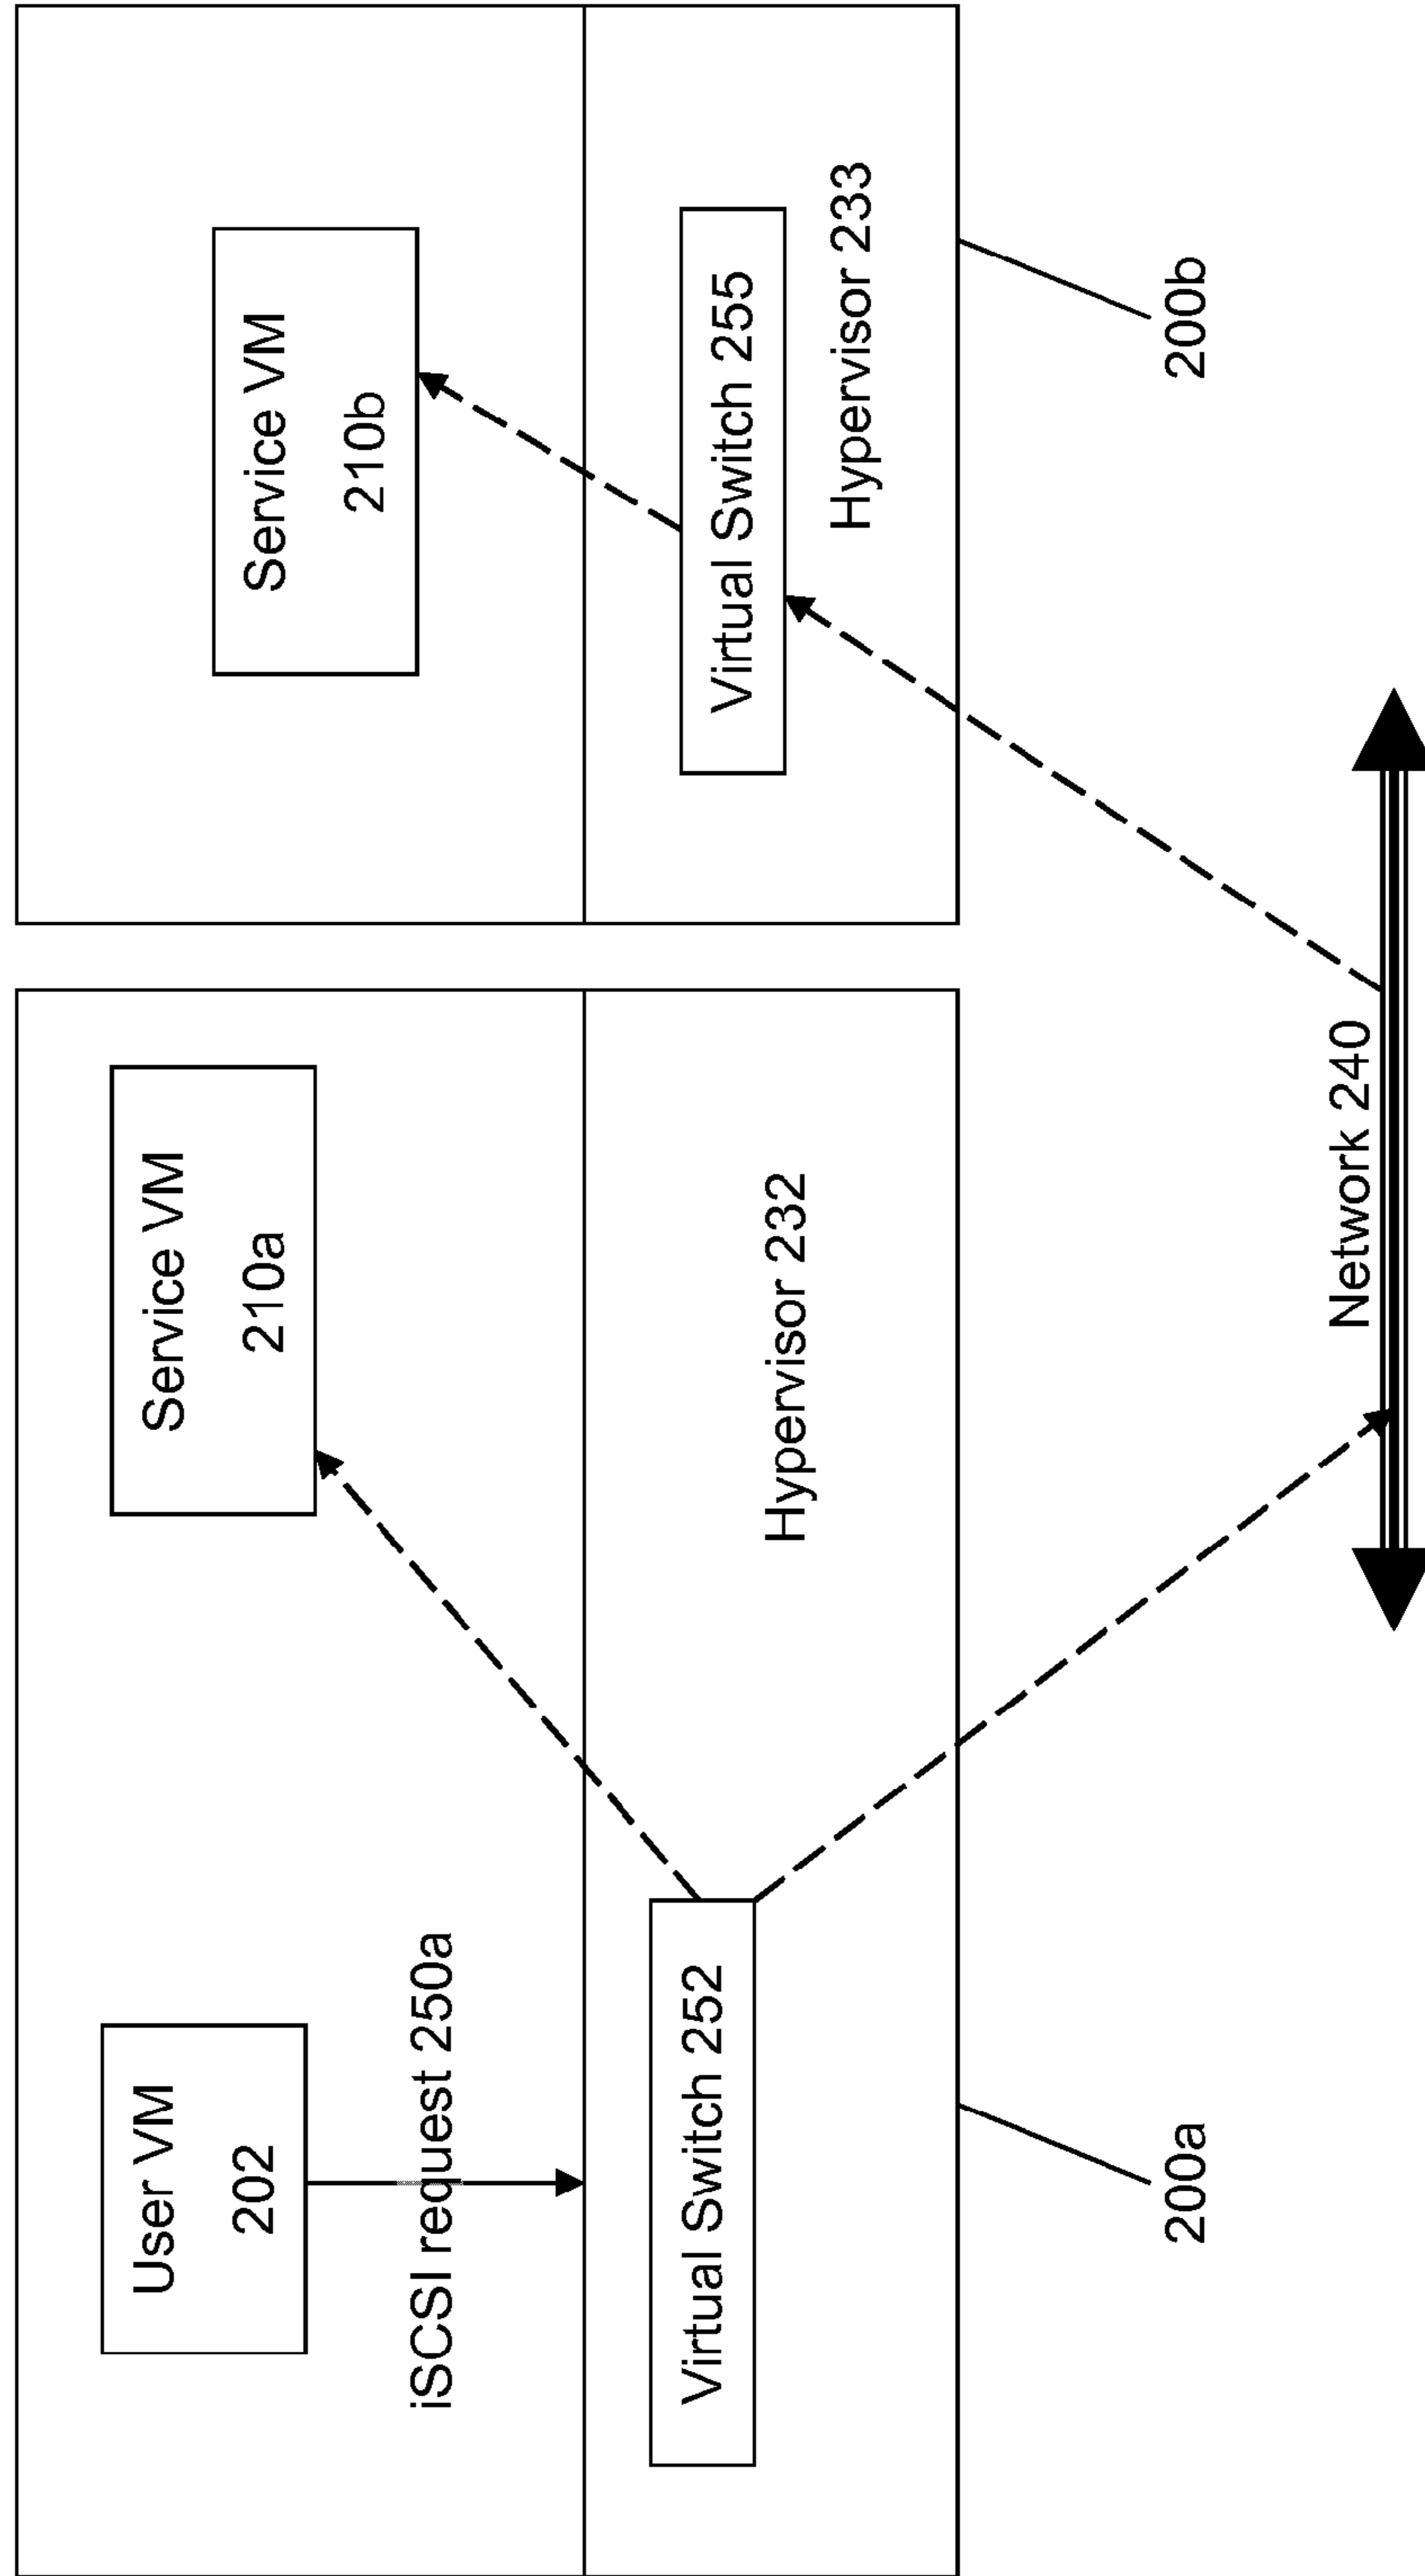 User VM
202
iSCSI request 250a
Virtual Switch 252
200a
Service VM
210a
Hypervisor 232
Network 240
Service VM
210b
Virtual Switch 255
Hypervisor 233
200b